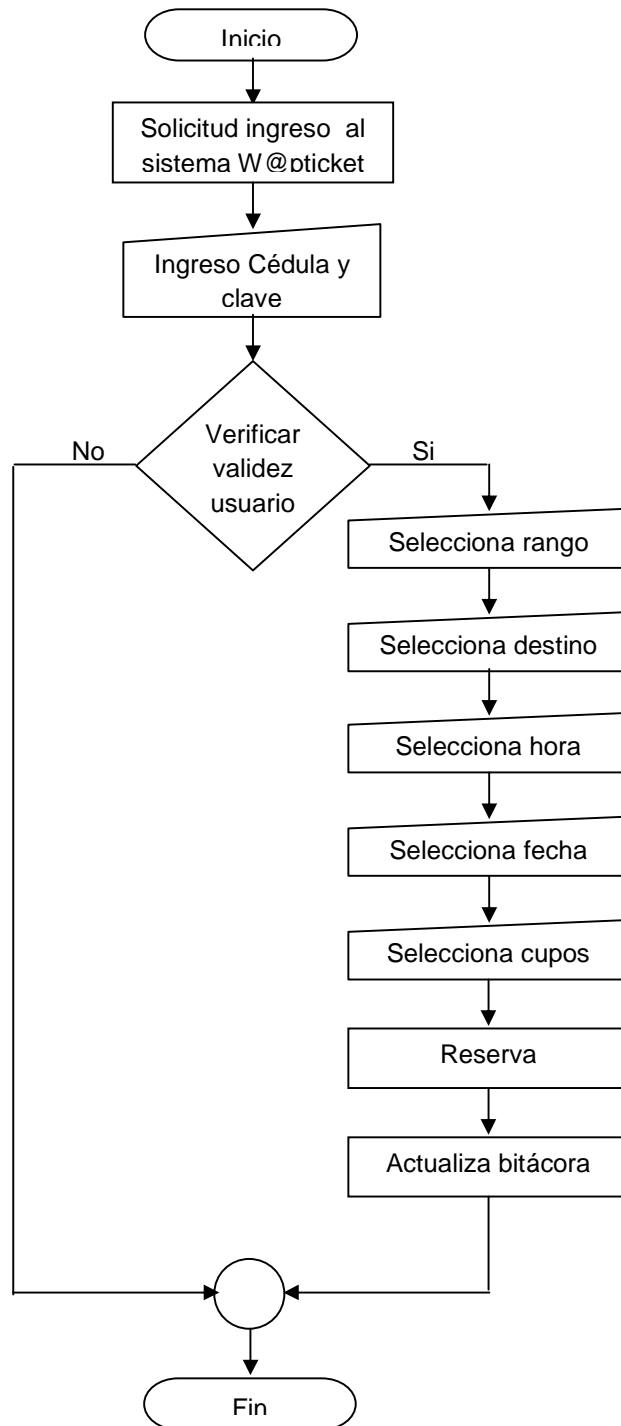 Inicio
Solicitud ingreso al
sistema W@pticket
Ingreso Cédula y
clave
Verificar
validez
usuario
No
Si
Selecciona rango
Selecciona destino
Selecciona hora
Selecciona fecha
Selecciona cupos
Reserva
Actualiza bitácora
Fin